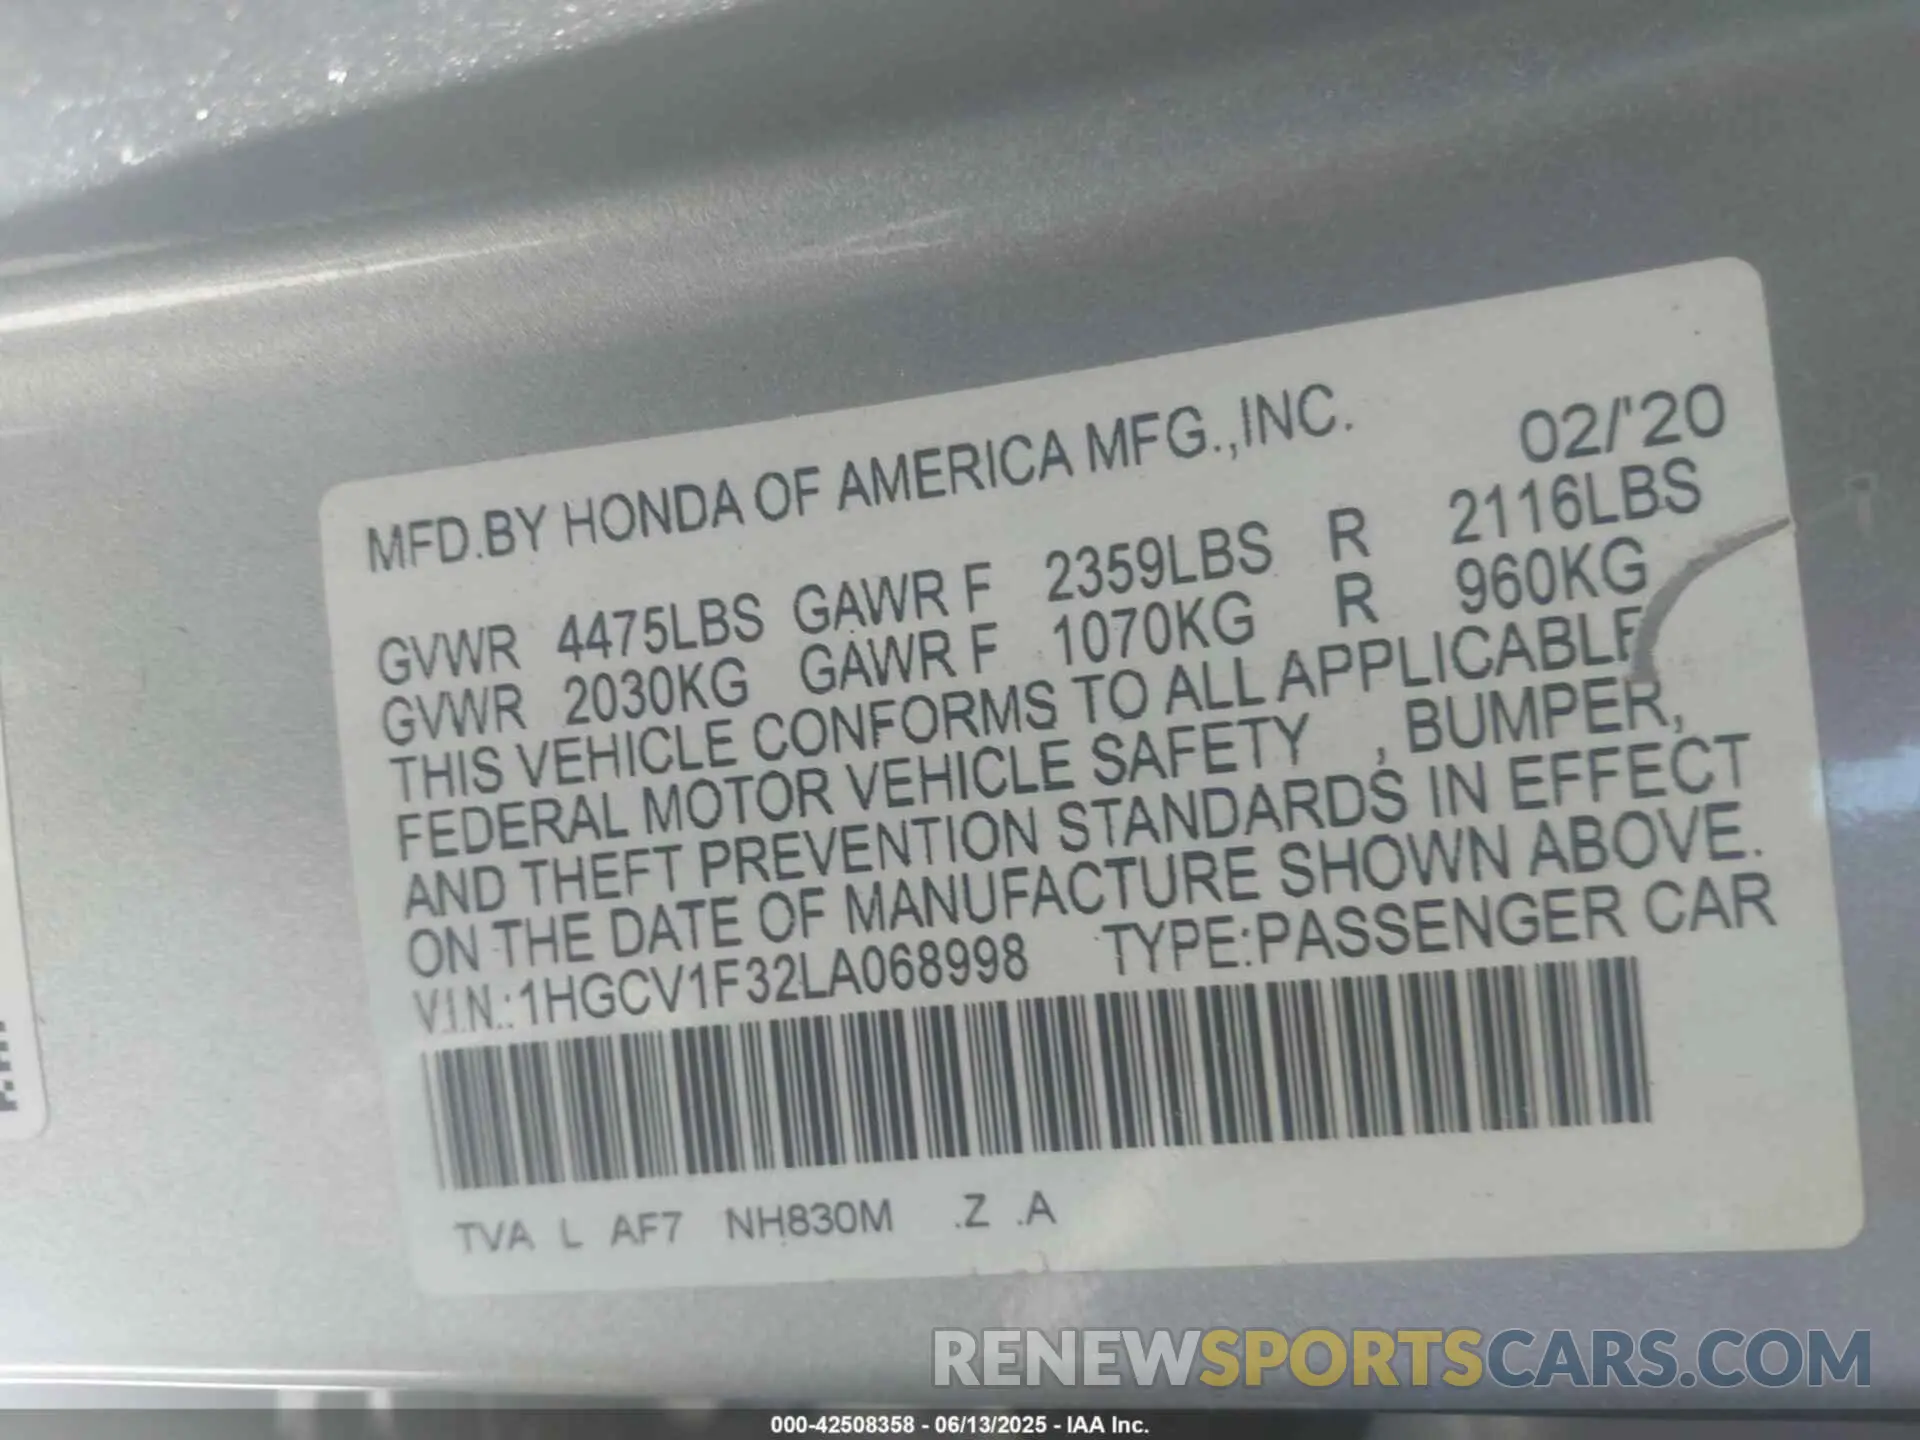 MFD.BY HONDA OF AMERICA MFG.,INC. 02/'20
GVWR 4475LBS GAWR F 2359LBS R 2116LBS
GVWR 2030KG GAWR F 1070KG R 960KG
THIS VEHICLE CONFORMS TO ALL APPLICABLE
FEDERAL MOTOR VEHICLE SAFETY , BUMPER,
AND THEFT PREVENTION STANDARDS IN EFFECT
ON THE DATE OF MANUFACTURE SHOWN ABOVE.
V.I.N.:1HGCV1F32LA068998 TYPE:PASSENGER CAR
TVA L AF7 NH830M .Z .A
RENEWSPORTSCARS.COM
000-42508358 - 06/13/2025 - IAA Inc.